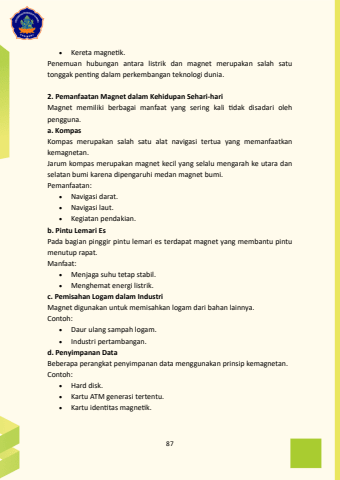 • Kereta magnetik.
Penemuan hubungan antara listrik dan magnet merupakan salah satu
tonggak penting dalam perkembangan teknologi dunia.
2. Pemanfaatan Magnet dalam Kehidupan Sehari-hari
Magnet memiliki berbagai manfaat yang sering kali tidak disadari oleh
pengguna.
a. Kompas
Kompas merupakan salah satu alat navigasi tertua yang memanfaatkan
kemagnetan.
Jarum kompas merupakan magnet kecil yang selalu mengarah ke utara dan
selatan bumi karena dipengaruhi medan magnet bumi.
Pemanfaatan:
• Navigasi darat.
• Navigasi laut.
• Kegiatan pendakian.
b. Pintu Lemari Es
Pada bagian pinggir pintu lemari es terdapat magnet yang membantu pintu
menutup rapat.
Manfaat:
• Menjaga suhu tetap stabil.
• Menghemat energi listrik.
c. Pemisahan Logam dalam Industri
Magnet digunakan untuk memisahkan logam dari bahan lainnya.
Contoh:
• Daur ulang sampah logam.
• Industri pertambangan.
d. Penyimpanan Data
Beberapa perangkat penyimpanan data menggunakan prinsip kemagnetan.
Contoh:
• Hard disk.
• Kartu ATM generasi tertentu.
• Kartu identitas magnetik.
87